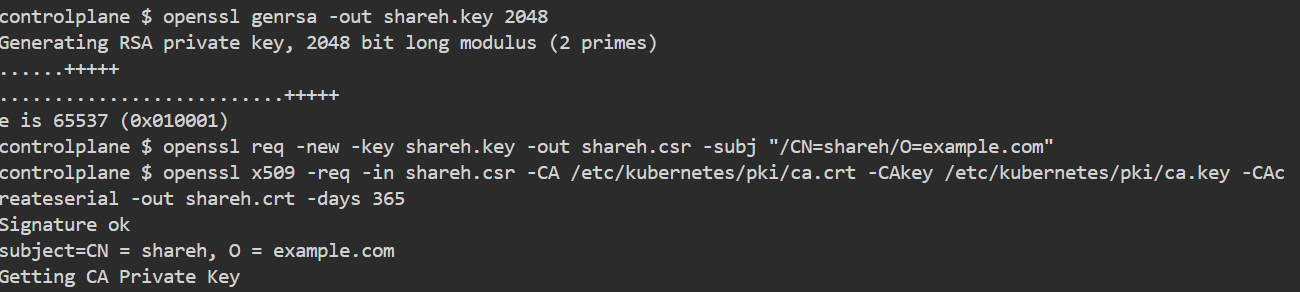 controlplane $ openssl genrsa -out shareh.key 2048
Generating RSA private key, 2048 bit long modulus (2 primes)
......+++++
..........................+++++
e is 65537 (0x010001)
controlplane $ openssl req -new -key shareh.key -out shareh.csr -subj "/CN=shareh/O=example.com"
controlplane $ openssl x509 -req -in shareh.csr -CA /etc/kubernetes/pki/ca.crt -CAkey /etc/kubernetes/pki/ca.key -CAc
reateserial -out shareh.crt -days 365
Signature ok
subject=CN = shareh, O = example.com
Getting CA Private Key